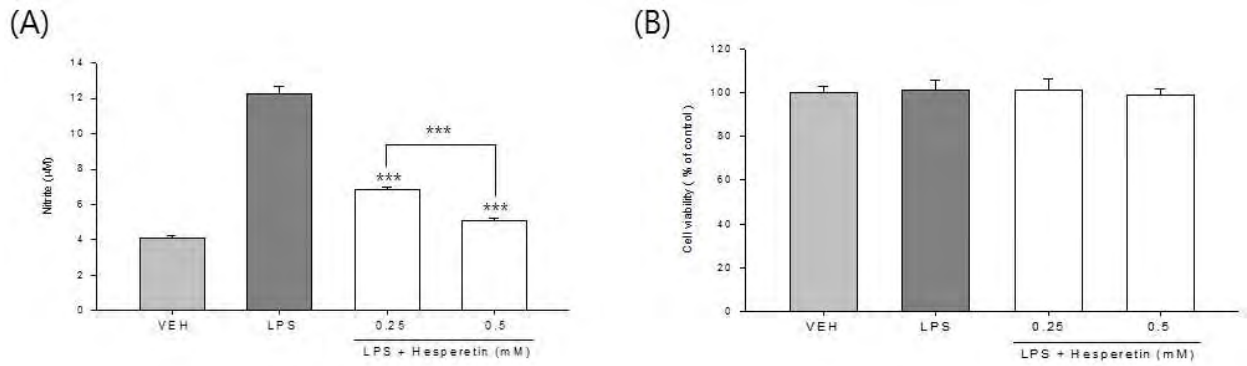 (A)
14
12
10
8
6
4
2
0
Nitrite (μM)
***
***
***
VEH
LPS
0.25
0.5
LPS + Hesperetin (mM)
(B)
120
100
80
60
40
20
0
Cell viability ( % of control )
VEH
LPS
0.25
0.5
LPS + Hesperetin (mM)